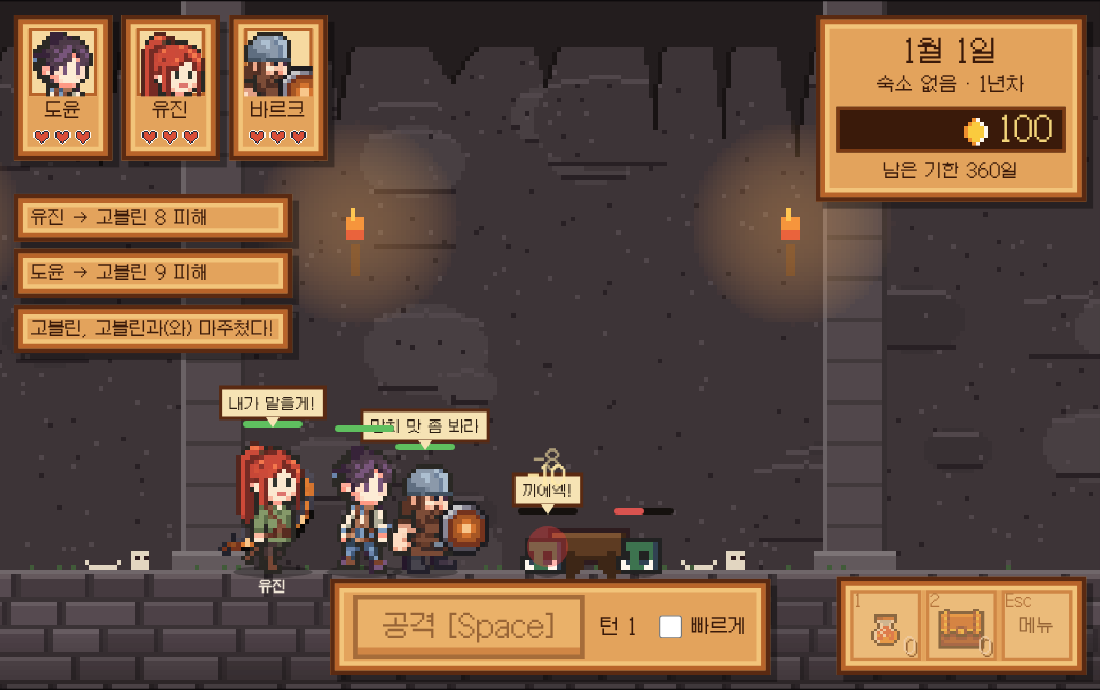 도윤
유진
바르크
1월 1일
숙소 없음 · 1년차
100
남은 기한 360일
유진 → 고블린 8 피해
도윤 → 고블린 9 피해
고블린, 고블린과(와) 마주쳤다!
내가 맡을게!
맛 좀 봐라
-8
끼에엑!
유진
공격 [Space]
턴 1
빠르게
1
0
2
0
Esc
메뉴